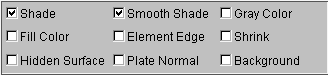 Shade Smooth Shade Gray Color
Fill Color Element Edge Shrink
Hidden Surface Plate Normal Background